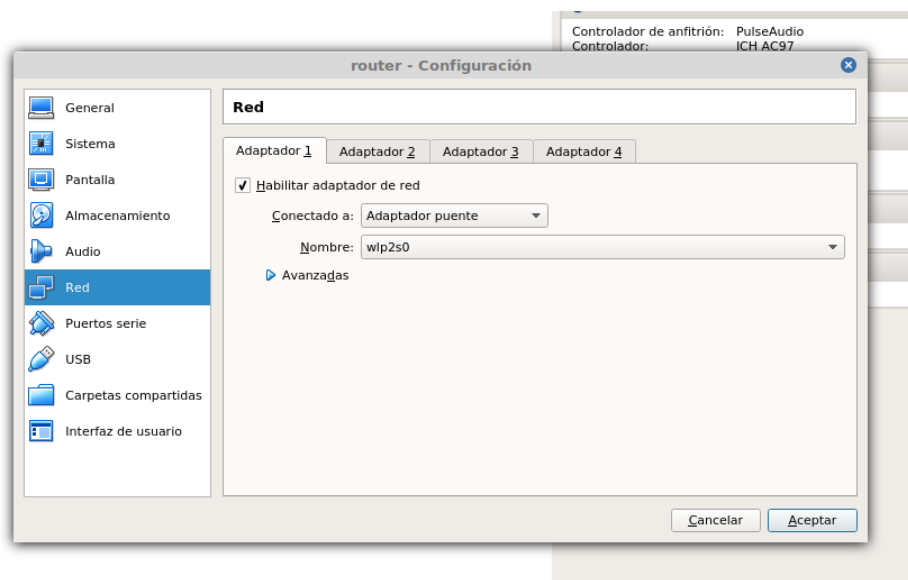 Controlador de anfitrión: PulseAudio
Controlador: ICH AC97
router - Configuración
General
Sistema
Pantalla
Almacenamiento
Audio
Red
Puertos serie
USB
Carpetas compartidas
Interfaz de usuario
Red
Adaptador 1 Adaptador 2 Adaptador 3 Adaptador 4
Habilitar adaptador de red
Conectado a: Adaptador puente
Nombre: wlp2s0
Avanzadas
Cancelar Aceptar